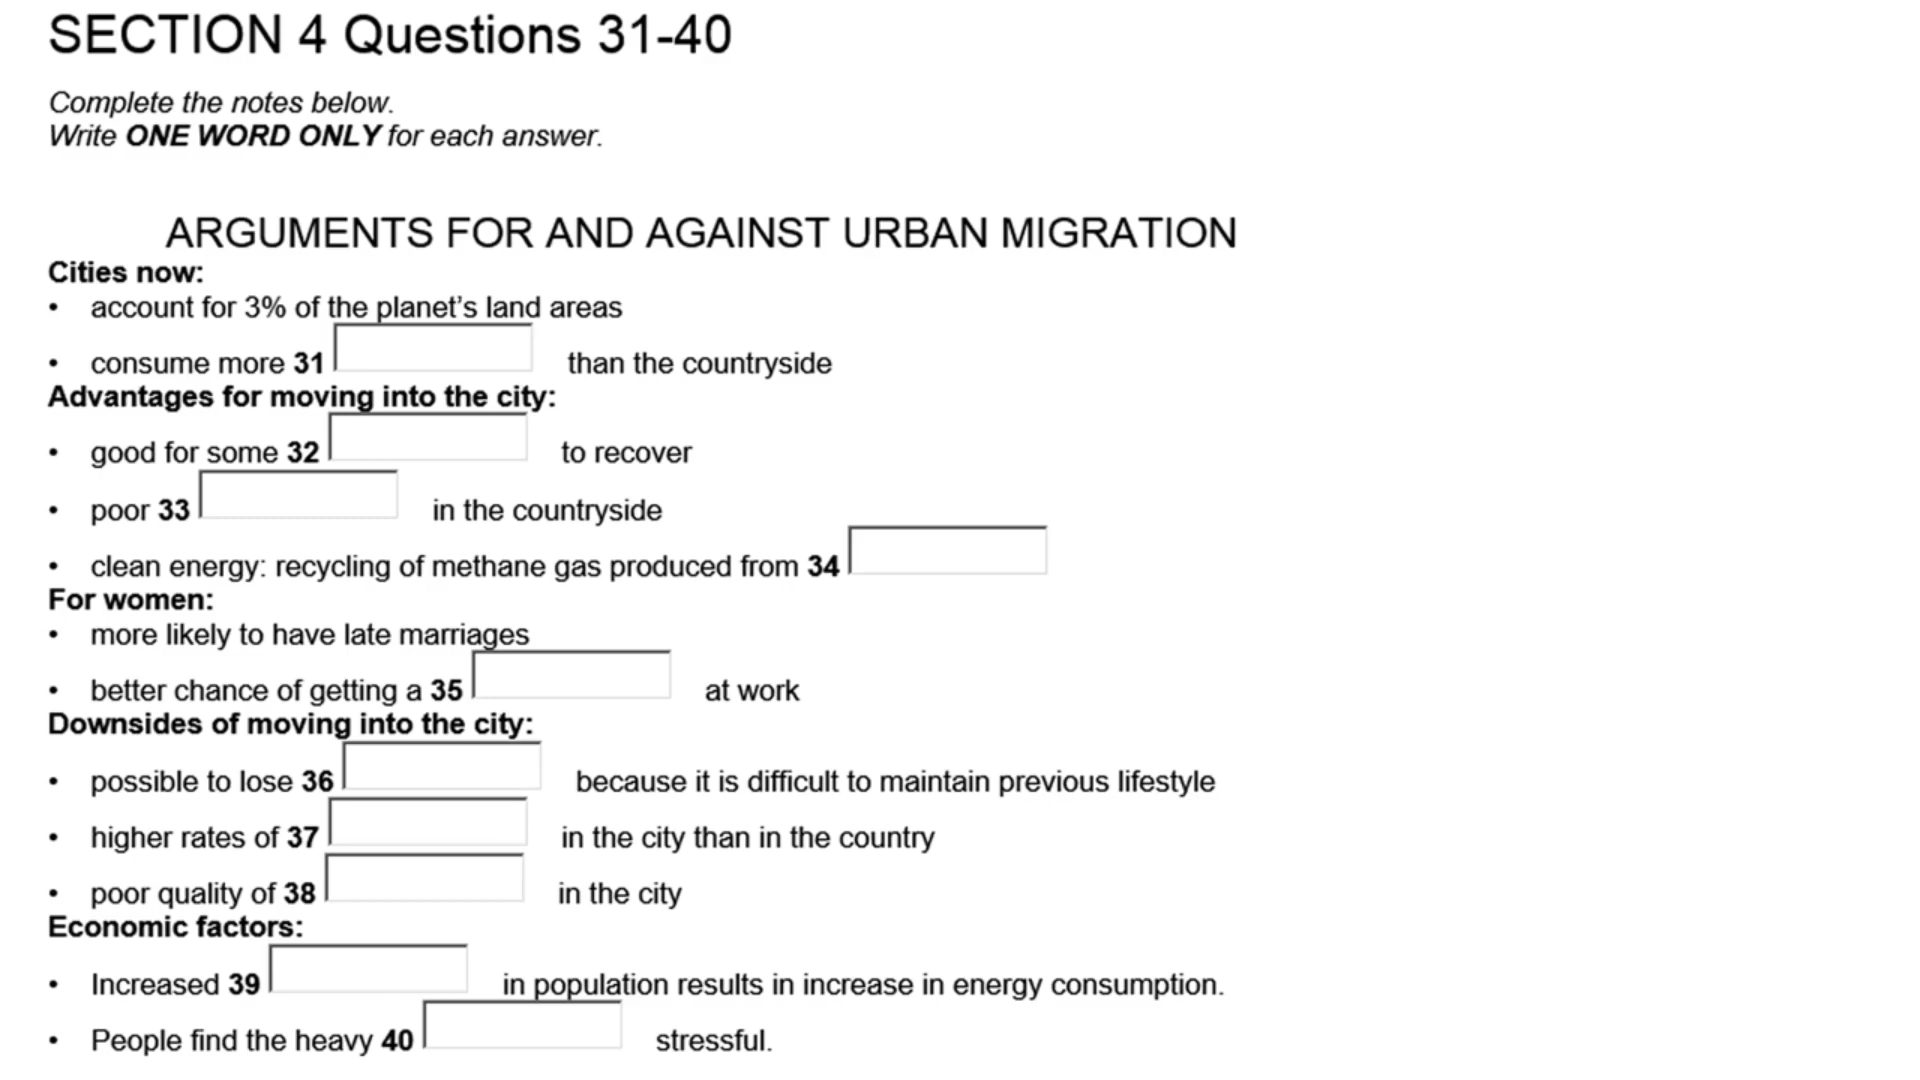 SECTION 4 Questions 31-40
Complete the notes below.
Write ONE WORD ONLY for each answer.
ARGUMENTS FOR AND AGAINST URBAN MIGRATION
Cities now:
• account for 3% of the planet’s land areas
• consume more 31 than the countryside
Advantages for moving into the city:
• good for some 32 to recover
• poor 33 in the countryside
• clean energy: recycling of methane gas produced from 34
For women:
• more likely to have late marriages
• better chance of getting a 35 at work
Downsides of moving into the city:
• possible to lose 36 because it is difficult to maintain previous lifestyle
• higher rates of 37 in the city than in the country
• poor quality of 38 in the city
Economic factors:
• Increased 39 in population results in increase in energy consumption.
• People find the heavy 40 stressful.